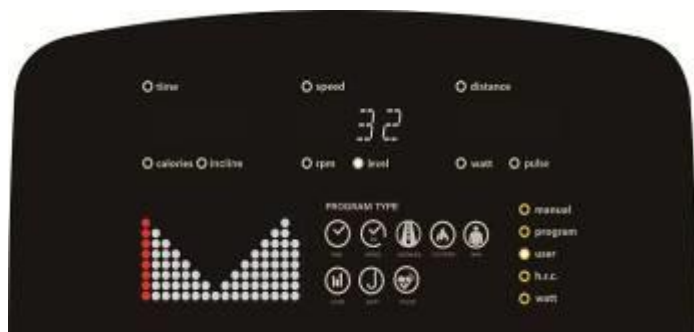 time speed distance
32
calories incline rpm level watt pulse
PROGRAM TYPE
manual
program
user
h.r.c.
watt